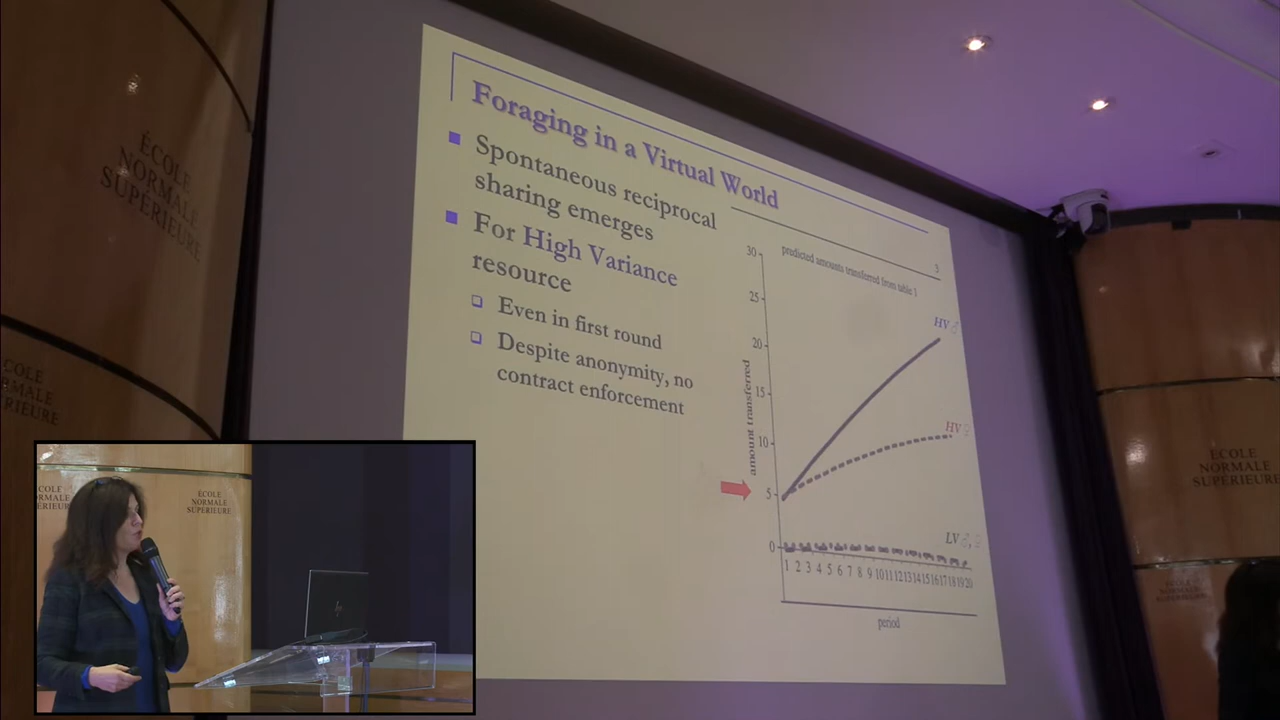 ÉCOLE
NORMALE
SUPÉRIEURE
Foraging in a Virtual World
Spontaneous reciprocal
sharing emerges
For High Variance
resource
Even in first round
Despite anonymity, no
contract enforcement
3
predicted amounts transferred from table 1
30
25
20
15
10
5
0
amount transferred
HV ♂
HV ♀
LV ♂, ♀
1 2 3 4 5 6 7 8 9 10 11 12 13 14 15 16 17 18 19 20
period
ÉCOLE
NORMALE
SUPÉRIEURE
ÉCOLE
NORMALE
SUPÉRIEURE
hp